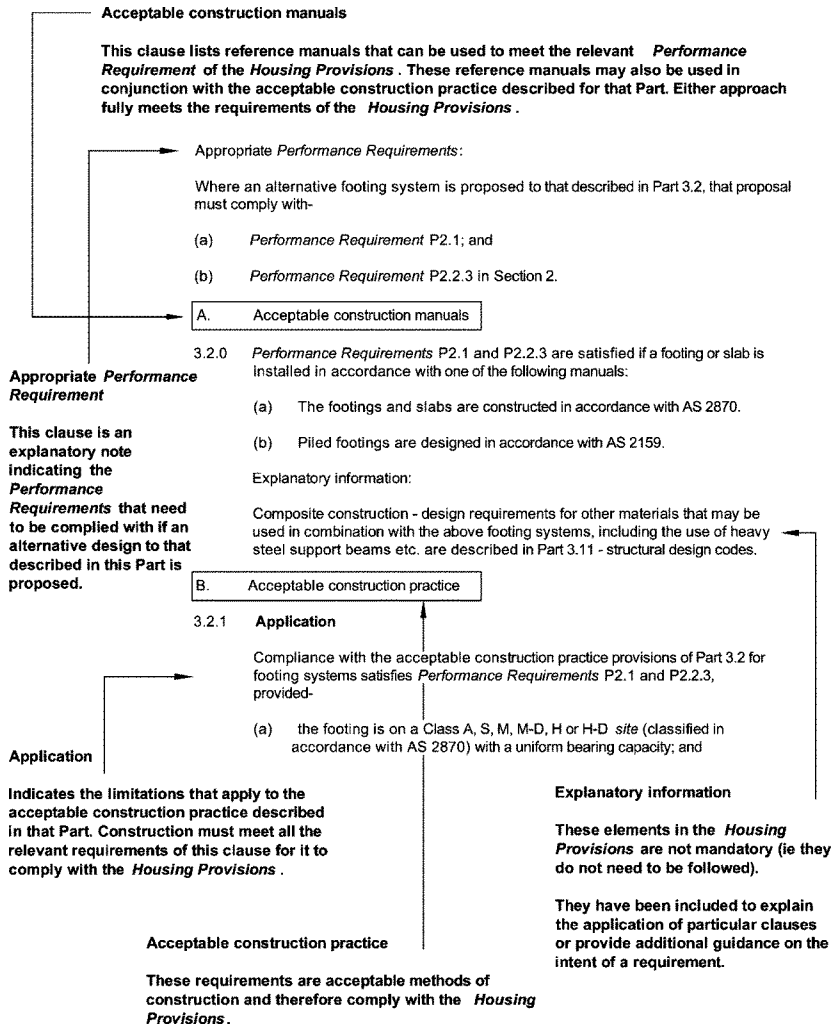 Acceptable construction manuals
This clause lists reference manuals that can be used to meet the relevant Performance
Requirement of the Housing Provisions . These reference manuals may also be used in
conjunction with the acceptable construction practice described for that Part. Either approach
fully meets the requirements of the Housing Provisions .
Appropriate Performance Requirements:
Where an alternative footing system is proposed to that described in Part 3.2, that proposal
must comply with-
(a) Performance Requirement P2.1; and
(b) Performance Requirement P2.2.3 in Section 2.
A. Acceptable construction manuals
3.2.0 Performance Requirements P2.1 and P2.2.3 are satisfied if a footing or slab is
installed in accordance with one of the following manuals:
(a) The footings and slabs are constructed in accordance with AS 2870.
(b) Piled footings are designed in accordance with AS 2159.
Explanatory information:
Composite construction - design requirements for other materials that may be
used in combination with the above footing systems, including the use of heavy
steel support beams etc. are described in Part 3.11 - structural design codes.
Appropriate Performance
Requirement
This clause is an
explanatory note
indicating the
Performance
Requirements that need
to be complied with if an
alternative design to that
described in this Part is
proposed.
B. Acceptable construction practice
3.2.1 Application
Compliance with the acceptable construction practice provisions of Part 3.2 for
footing systems satisfies Performance Requirements P2.1 and P2.2.3,
provided-
(a) the footing is on a Class A, S, M, M-D, H or H-D site (classified in
accordance with AS 2870) with a uniform bearing capacity; and
Application
Indicates the limitations that apply to the
acceptable construction practice described
in that Part. Construction must meet all the
relevant requirements of this clause for it to
comply with the Housing Provisions .
Explanatory information
These elements in the Housing
Provisions are not mandatory (ie they
do not need to be followed).
They have been included to explain
the application of particular clauses
or provide additional guidance on the
intent of a requirement.
Acceptable construction practice
These requirements are acceptable methods of
construction and therefore comply with the Housing
Provisions.